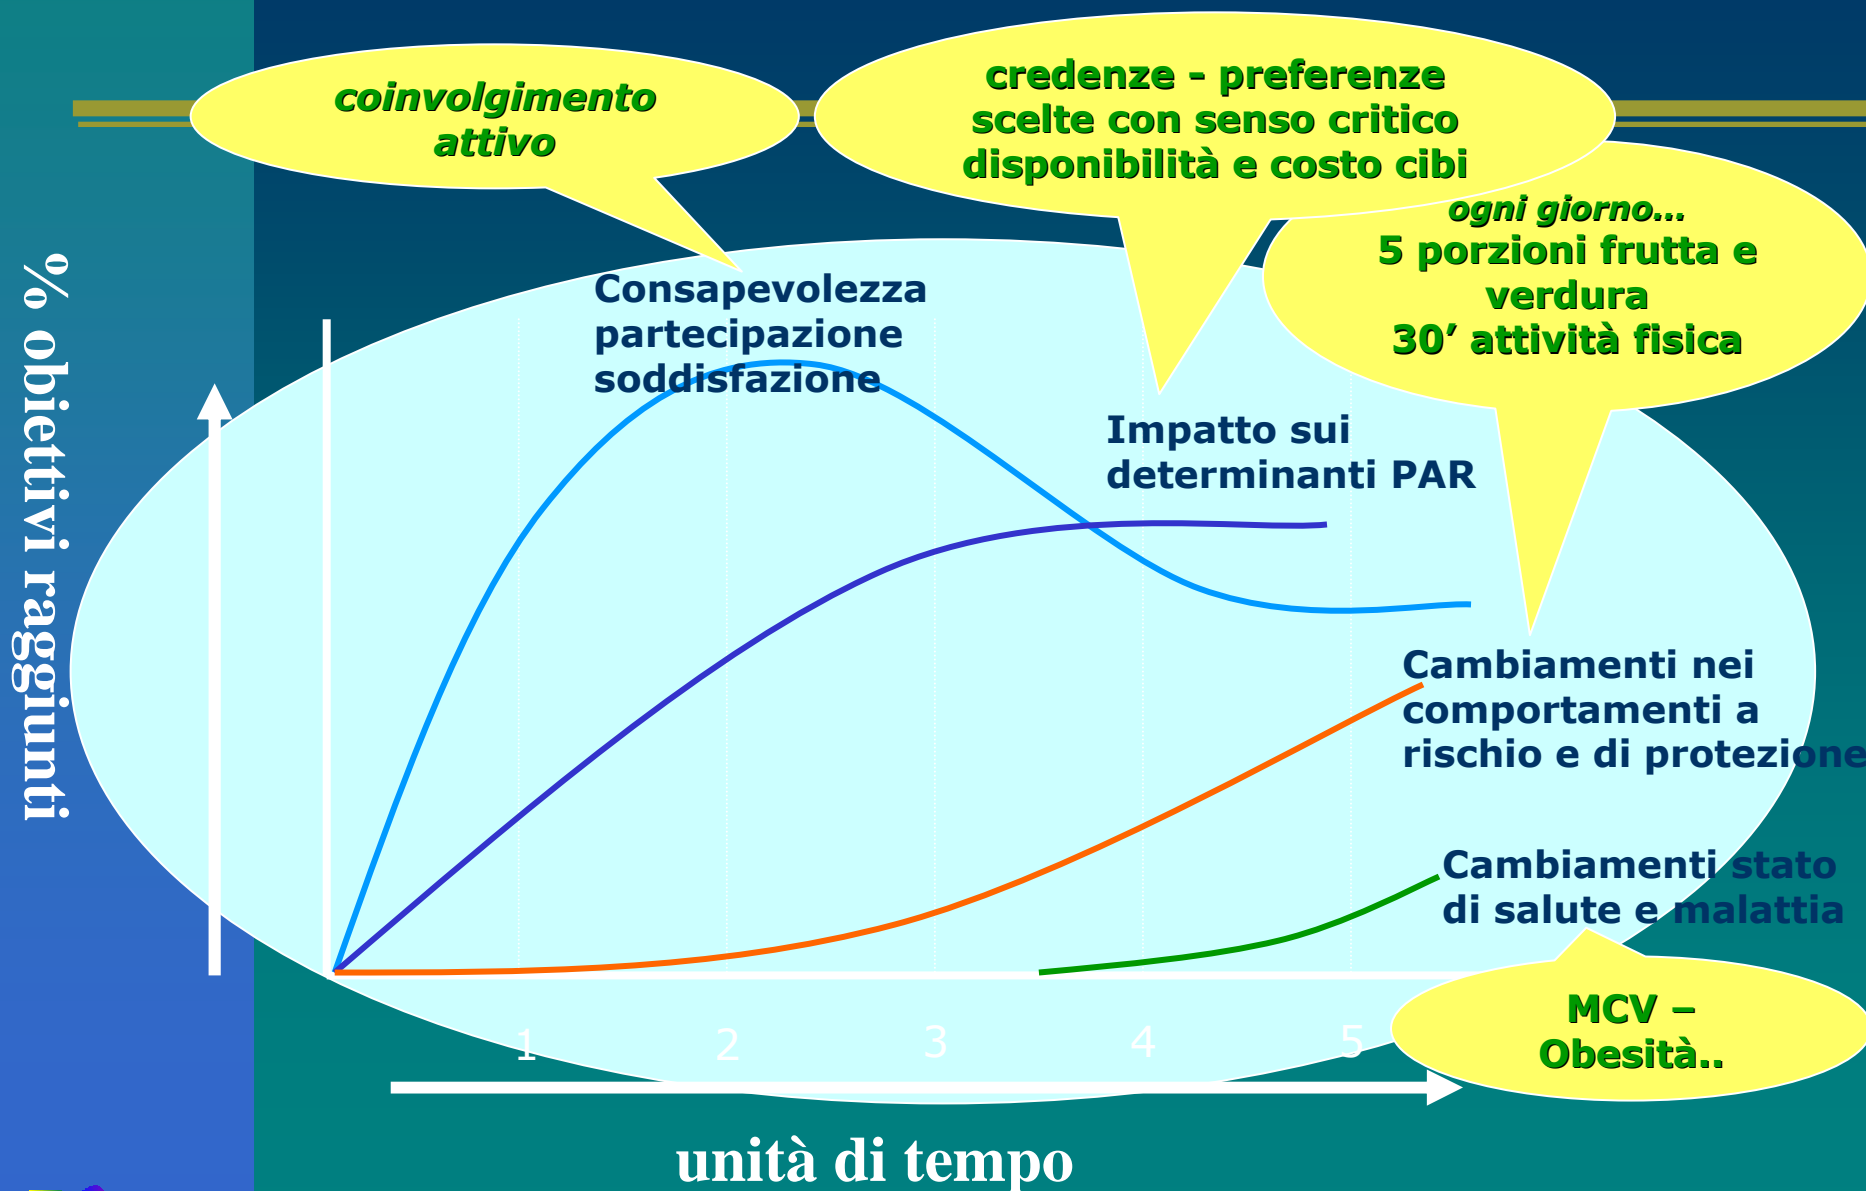 coinvolgimento
attivo
credenze - preferenze
scelte con senso critico
disponibilità e costo cibi
ogni giorno...
5 porzioni frutta e
verdura
30’ attività fisica
% obiettivi raggiunti
Consapevolezza
partecipazione
soddisfazione
Impatto sui
determinanti PAR
Cambiamenti nei
comportamenti a
rischio e di protezione
Cambiamenti stato
di salute e malattia
MCV –
Obesità..
1 2 3 4 5
unità di tempo